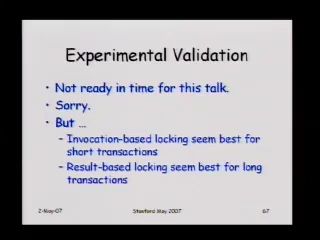 Experimental Validation
• Not ready in time for this talk.
• Sorry.
• But ...
– Invocation-based locking seem best for
short transactions
– Result-based locking seem best for long
transactions
2-May-07 Stanford May 2007 67